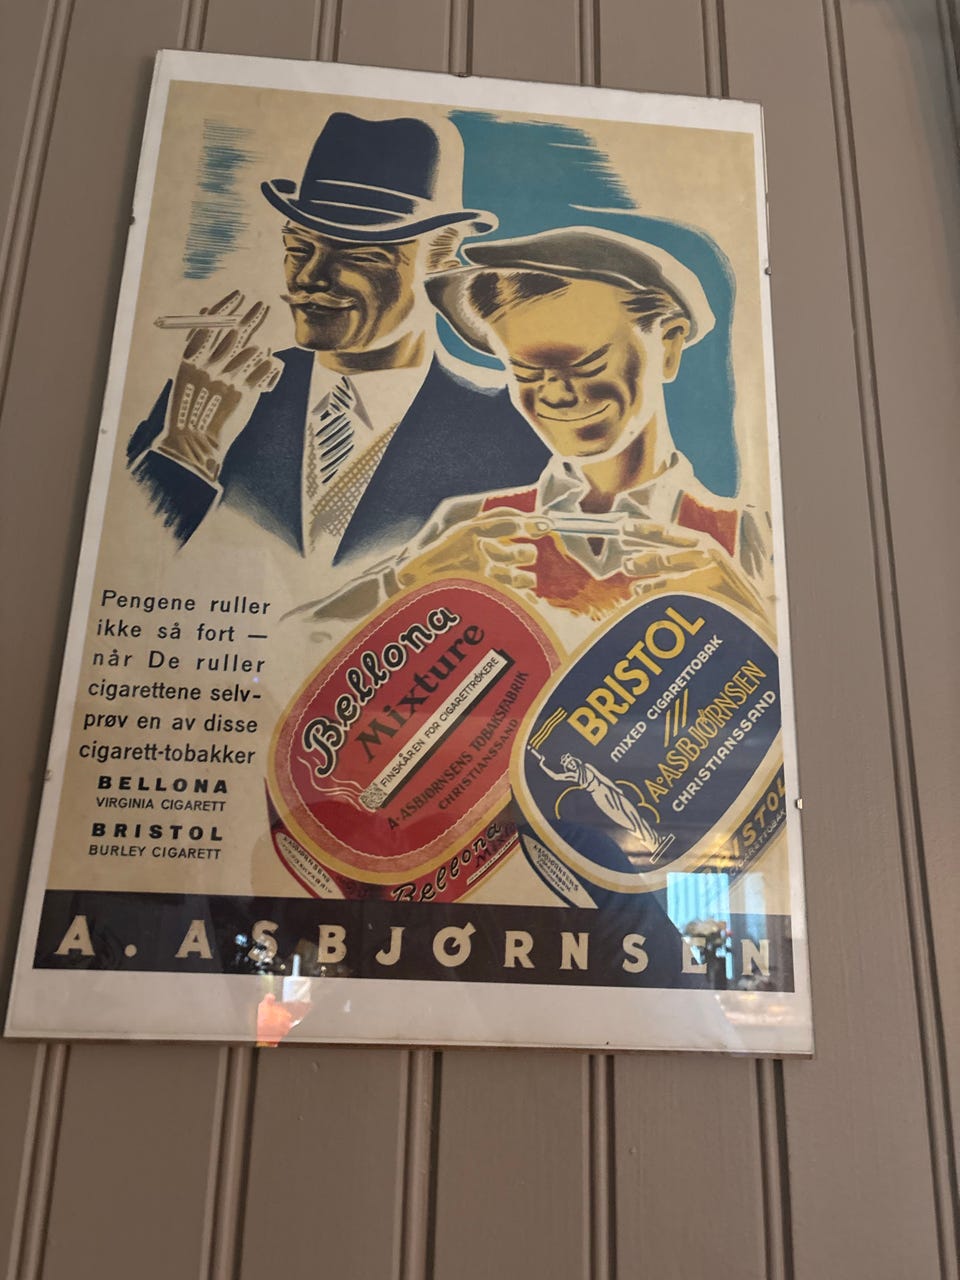 Pengene ruller
ikke så fort —
når De ruller
cigarettene selv-
prøv en av disse
cigarett-tobakker
BELLONA
VIRGINIA CIGARETT
BRISTOL
BURLEY CIGARETT
Bellona
Mixture
FINSKÅREN FOR CIGARETTRØKERE
A·ASBJØRNSENS TOBAKSFABRIK
CHRISTIANSSAND
Bellona
BRISTOL
MIXED CIGARETTOBAK
A·ASBJØRNSEN
CHRISTIANSSAND
A. ASBJØRNSEN